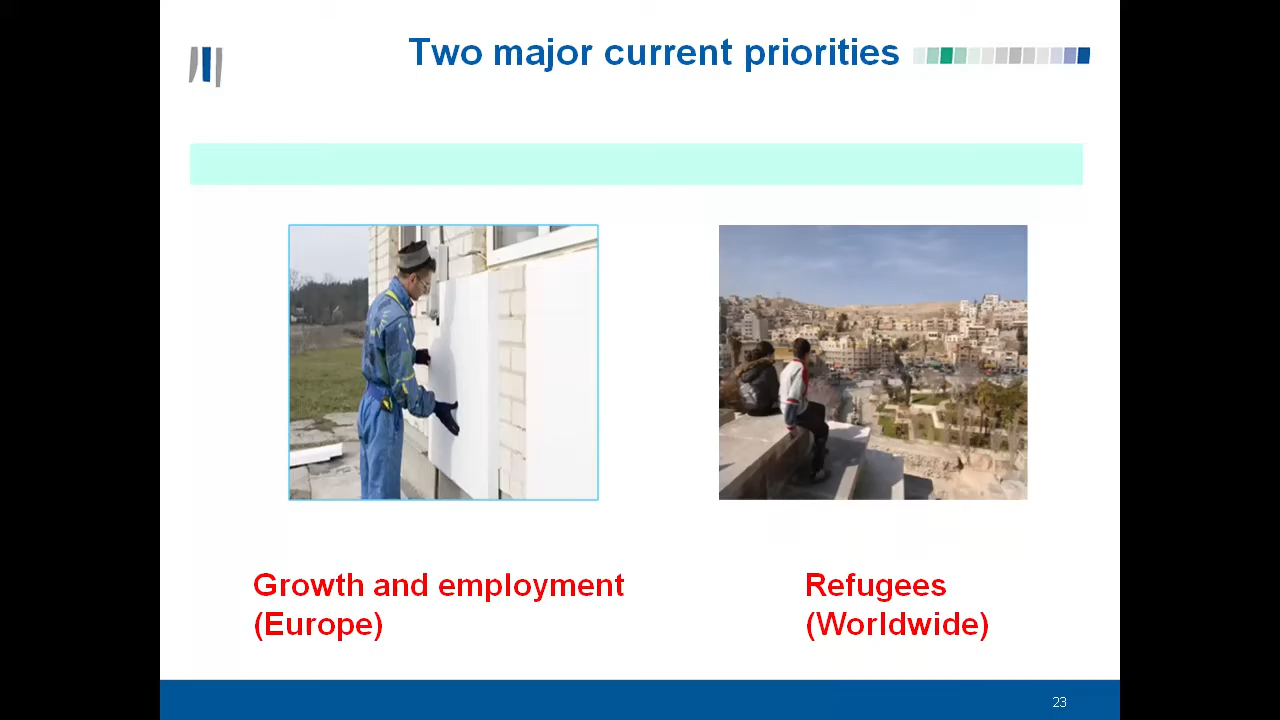 Two major current priorities
Growth and employment
(Europe)
Refugees
(Worldwide)
23